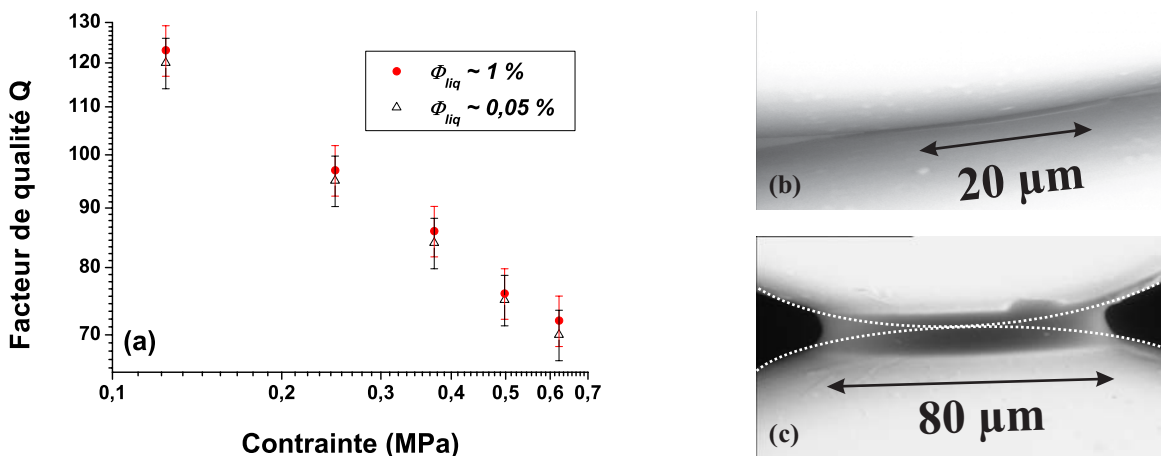 130
120
110
100
90
80
70
Facteur de qualité Q
Φliq ~ 1 %
Φliq ~ 0,05 %
(a)
0,1
0,2
0,3
0,4
0,5
0,6
0,7
Contrainte (MPa)
20 µm
(b)
80 µm
(c)